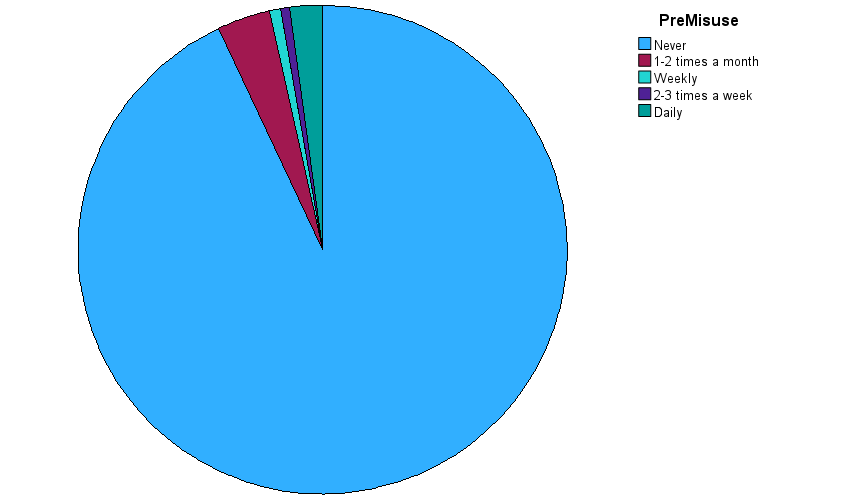 PreMisuse
Never
1-2 times a month
Weekly
2-3 times a week
Daily